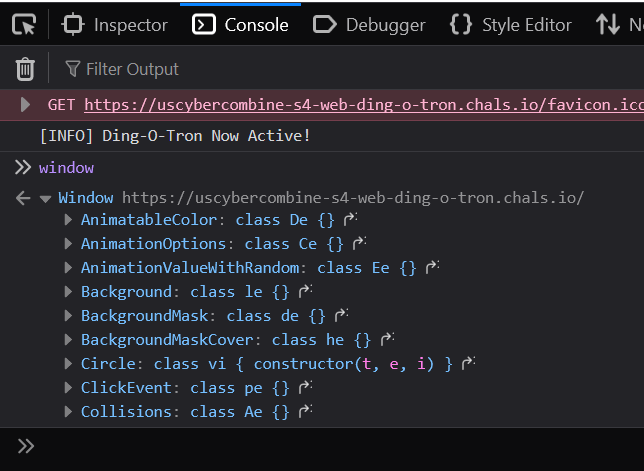 Inspector Console Debugger Style Editor
Filter Output
GET https://uscybercombine-s4-web-ding-o-tron.chals.io/favicon.ico
[INFO] Ding-O-Tron Now Active!
window
Window https://uscybercombine-s4-web-ding-o-tron.chals.io/
AnimatableColor: class De {}
AnimationOptions: class Ce {}
AnimationValueWithRandom: class Ee {}
Background: class le {}
BackgroundMask: class de {}
BackgroundMaskCover: class he {}
Circle: class vi { constructor(t, e, i) }
ClickEvent: class pe {}
Collisions: class Ae {}